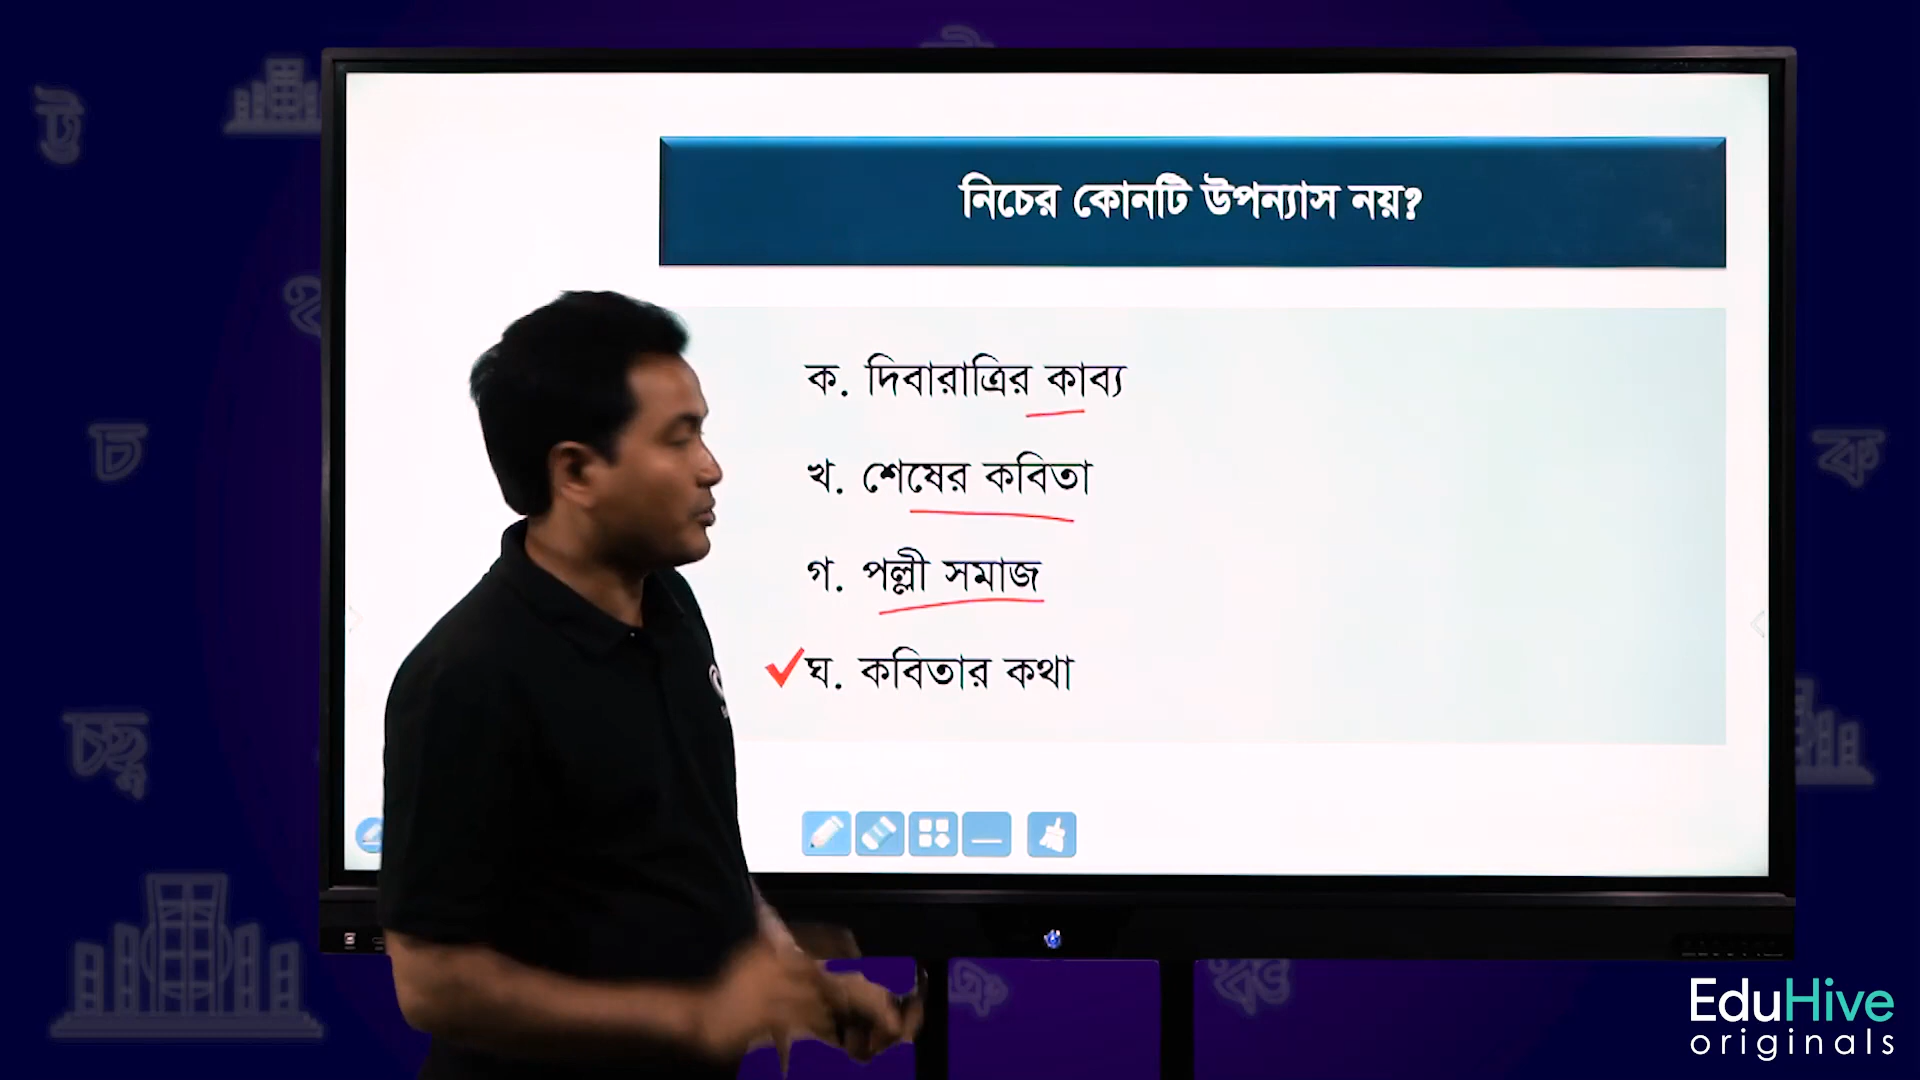 নিচের কোনটি উপন্যাস নয়?
ক. দিবারাত্রির কাব্য
খ. শেষের কবিতা
গ. পল্লী সমাজ
ঘ. কবিতার কথা
EduHive
originals
ট্ট
চ
ক